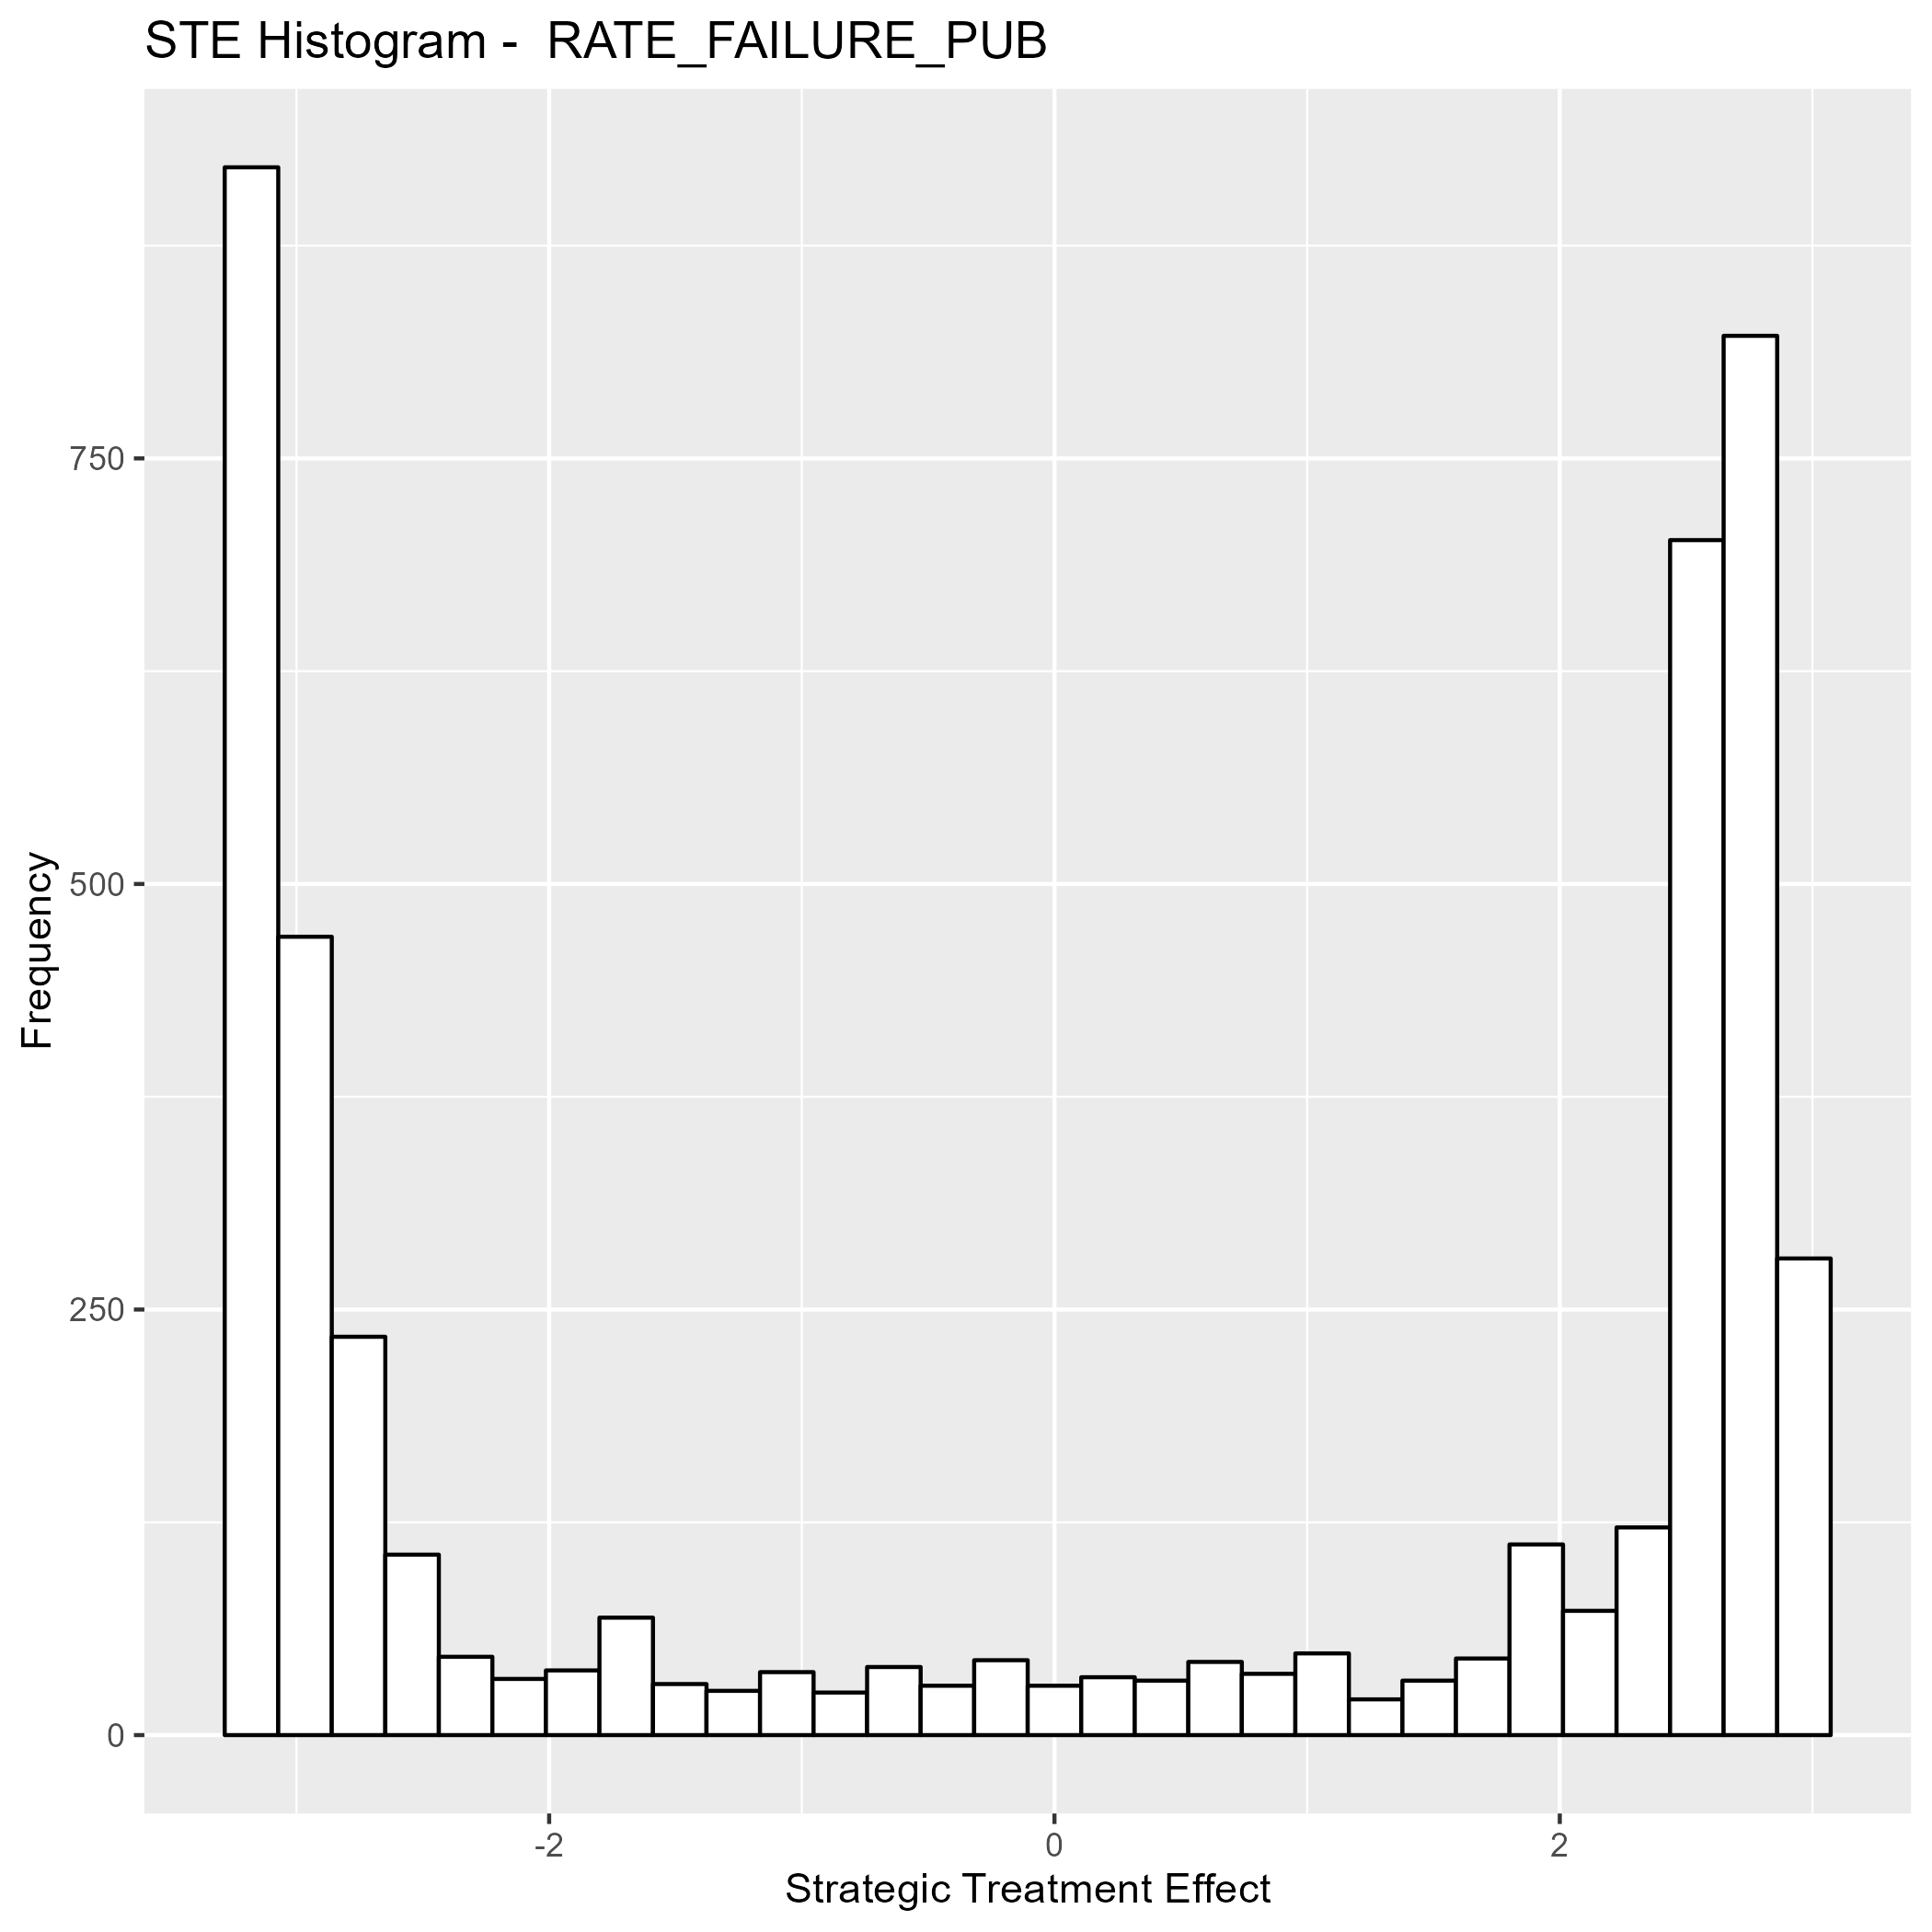 STE Histogram -  RATE_FAILURE_PUB
Frequency
750
500
250
0
-2
0
2
Strategic Treatment Effect